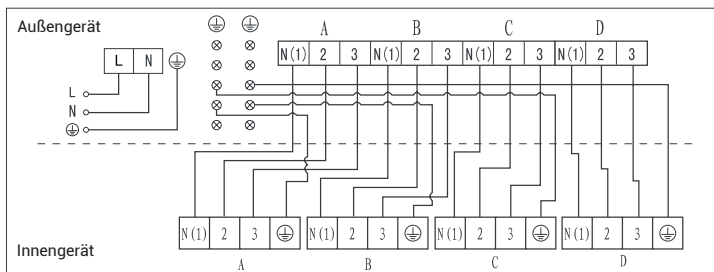 Außengerät
A B C D
L N
N(1) 2 3 N(1) 2 3 N(1) 2 3 N(1) 2 3
L
N
N(1) 2 3 N(1) 2 3 N(1) 2 3 N(1) 2 3
Innengerät
A B C D